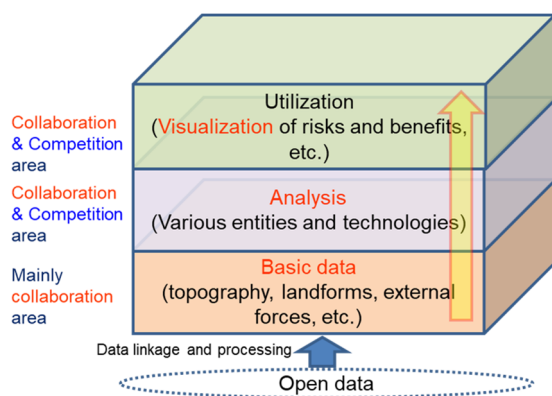 Utilization
(Visualization of risks and benefits,
etc.)
Collaboration
& Competition
area
Analysis
(Various entities and technologies)
Collaboration
& Competition
area
Basic data
(topography, landforms, external
forces, etc.)
Mainly
collaboration
area
Data linkage and processing
Open data